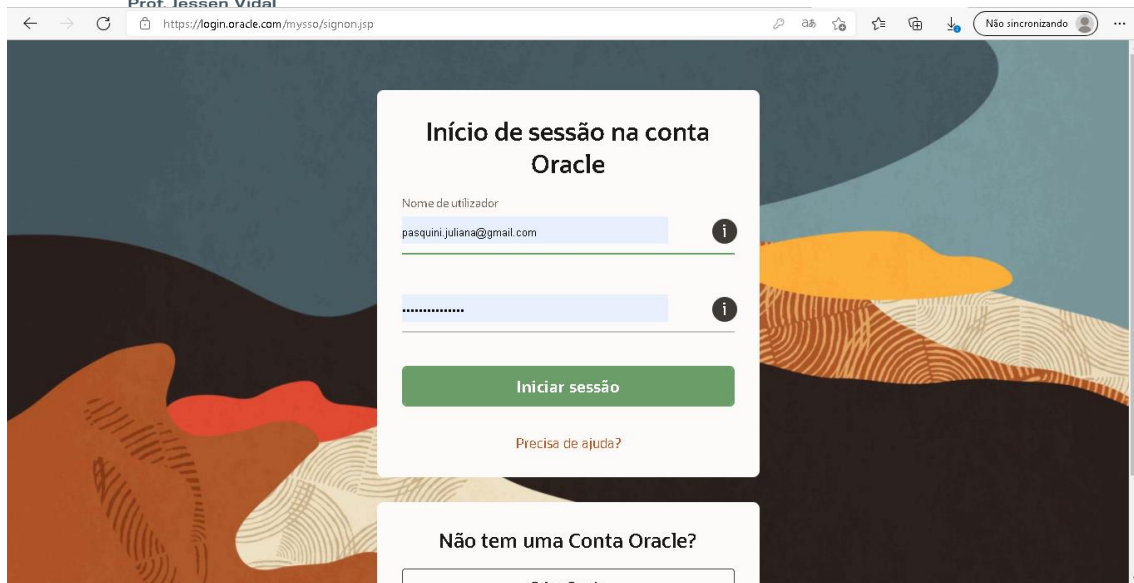 Prof. Jessen Vidal
https://login.oracle.com/mysso/signon.jsp
Não sincronizando
Início de sessão na conta
Oracle
Nome de utilizador
pasquini.juliana@gmail.com
Iniciar sessão
Precisa de ajuda?
Não tem uma Conta Oracle?